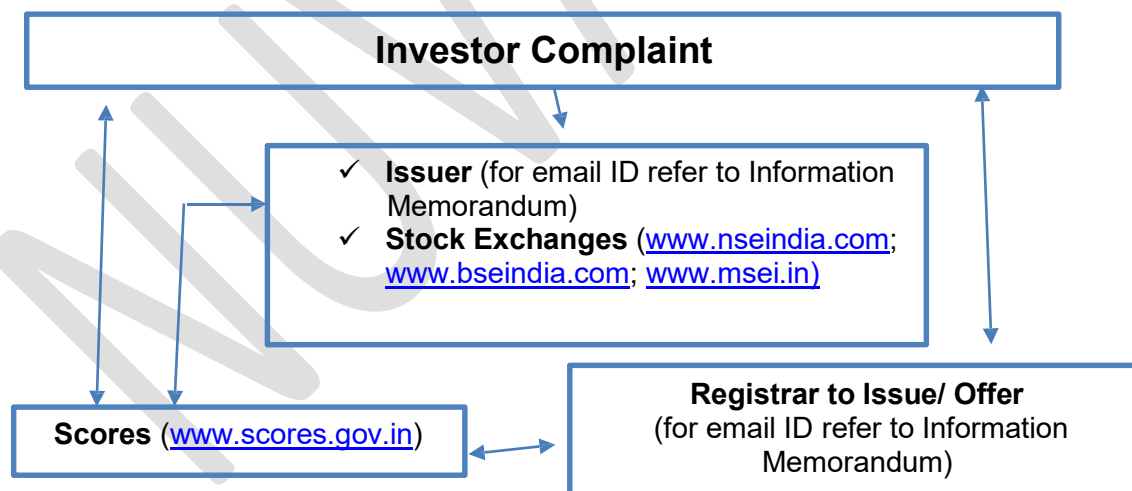 Investor Complaint
✓ Issuer (for email ID refer to Information
Memorandum)
✓ Stock Exchanges (www.nseindia.com;
www.bseindia.com; www.msei.in)
Scores (www.scores.gov.in)
Registrar to Issue/ Offer
(for email ID refer to Information
Memorandum)